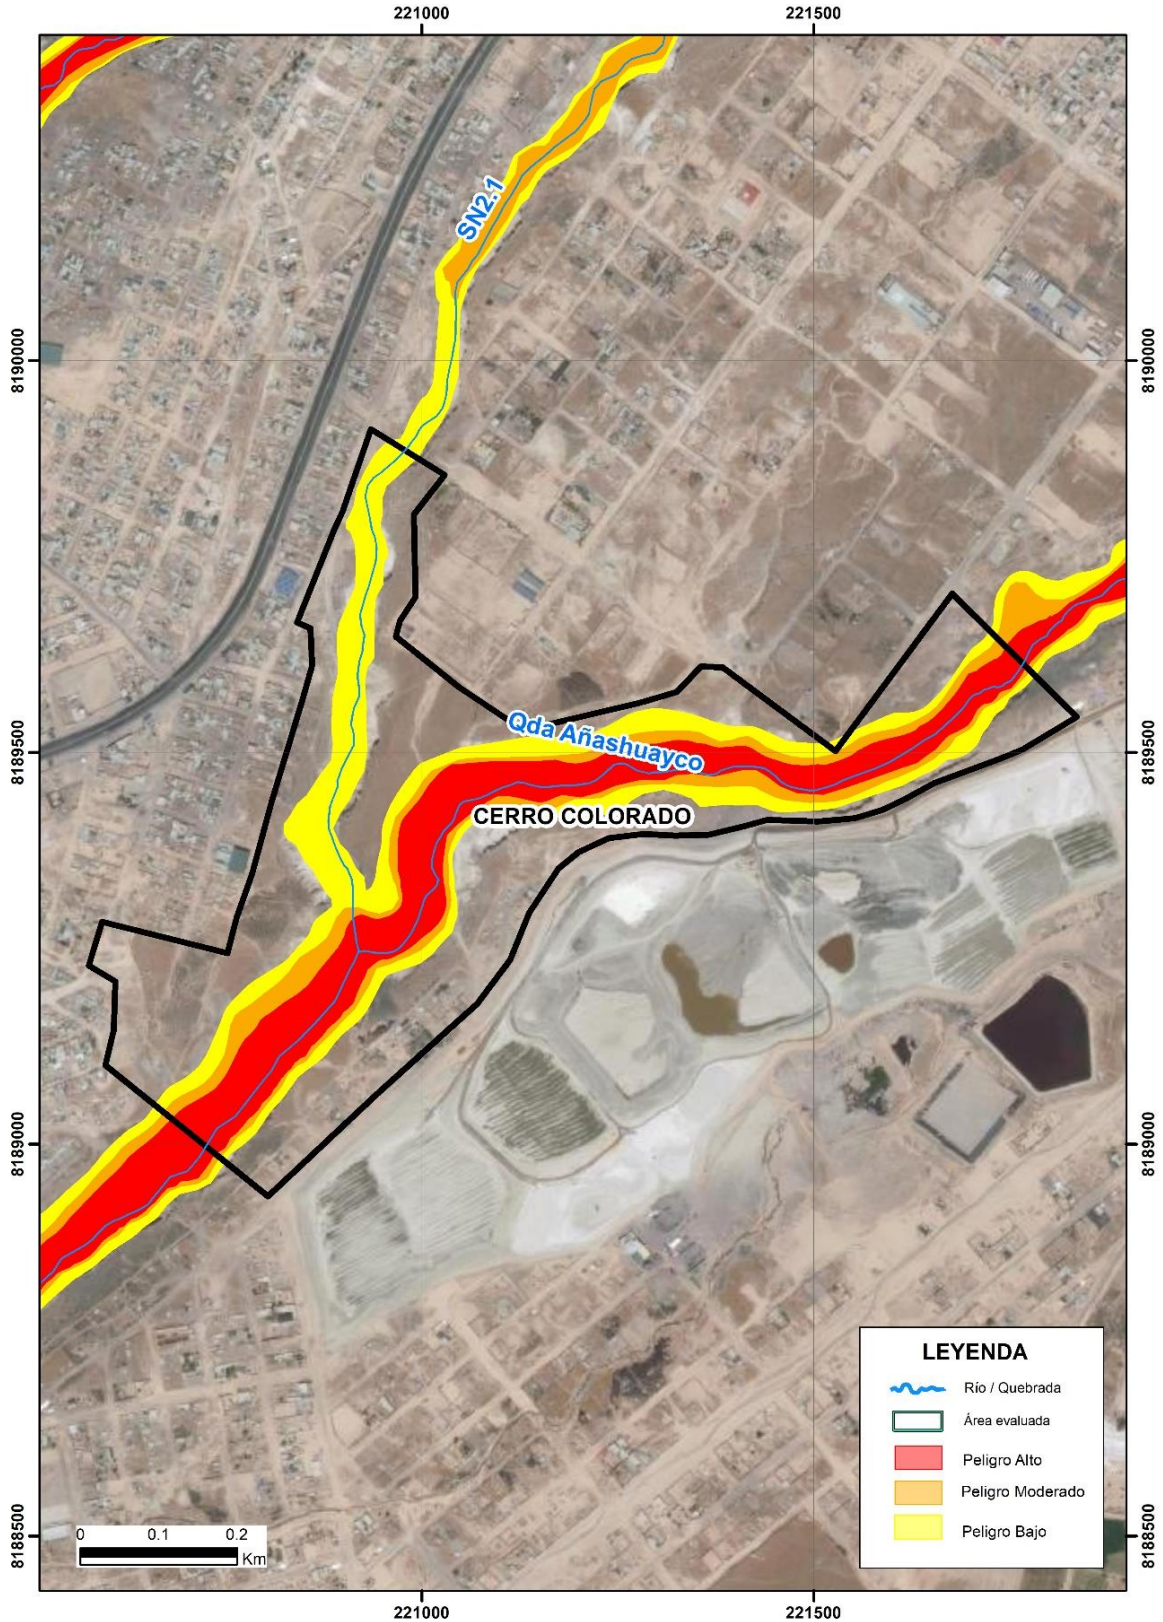 221000
221500
SN2.1
8190000
8190000
Qda Añashuayco
8189500
8189500
CERRO COLORADO
8189000
8189000
LEYENDA
Río / Quebrada
Área evaluada
Peligro Alto
Peligro Moderado
Peligro Bajo
0 0.1 0.2
Km
8188500
8188500
221000
221500